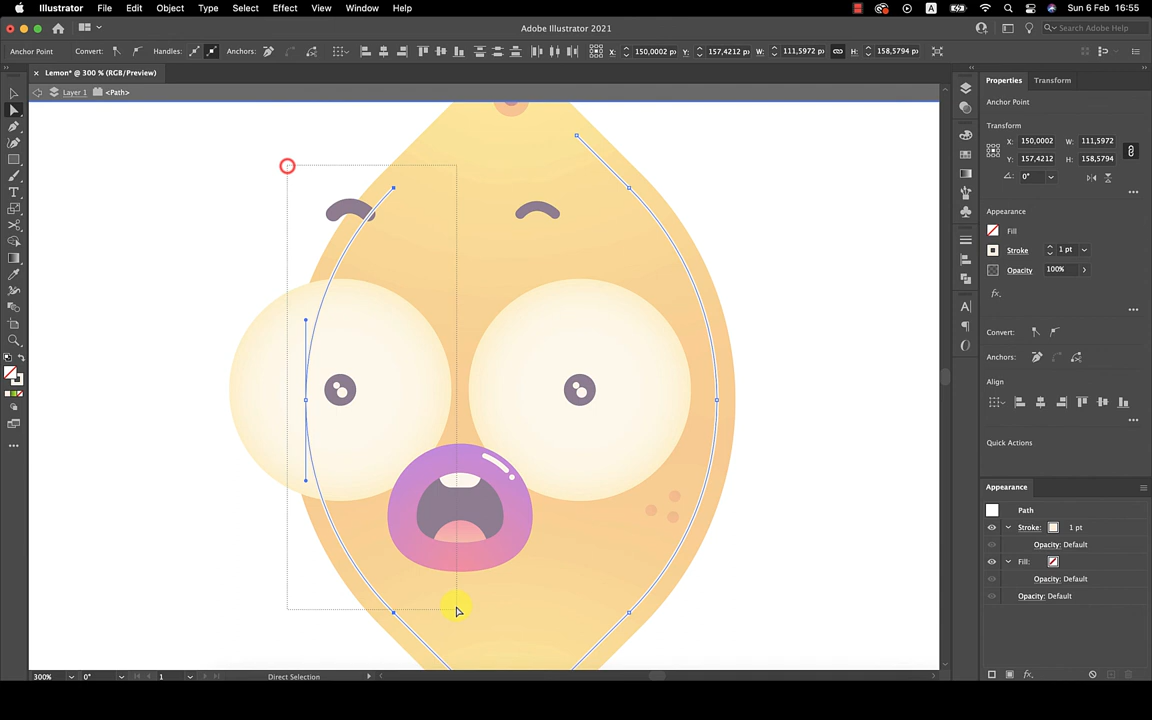 Illustrator File Edit Object Type Select Effect View Window Help A Sun 6 Feb 16:55
Adobe Illustrator 2021 Search Adobe Help
Anchor Point Convert: Handles: Anchors: X: 150,0002 px Y: 157,4212 W: 111,5972 px H: 158,5794 px
× Lemon* @ 300 % (RGB/Preview)
Layer 1 <Path>
Properties Transform
Anchor Point
Transform
X: 150,0002 W: 111,5972
Y: 157,4212 H: 158,5794
0°
Appearance
Fill
Stroke 1 pt
Opacity 100%
fx.
Convert:
Anchors:
Align
Quick Actions
Appearance
Path
Stroke: 1 pt
Opacity: Default
Fill:
Opacity: Default
Opacity: Default
fx.
300% 0° 1 Direct Selection